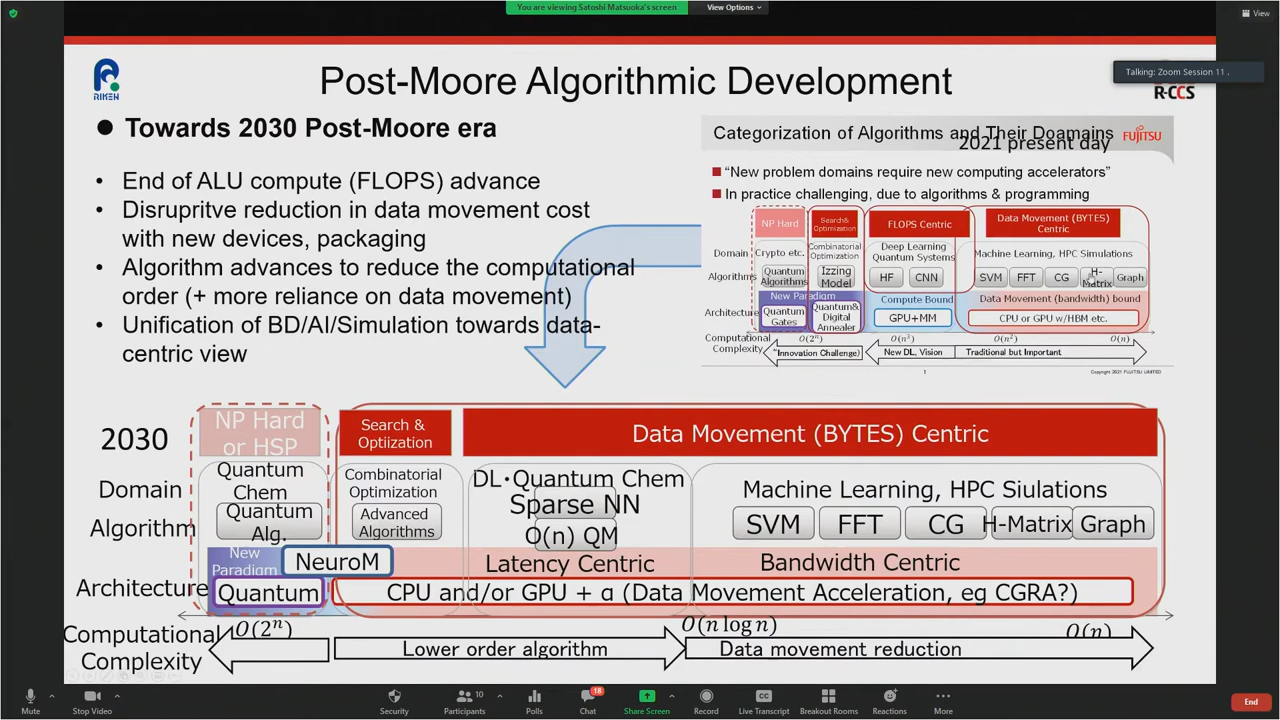 You are viewing Satoshi Matsuoka's screen
View Options
View
RIKEN
Post-Moore Algorithmic Development
Talking: Zoom Session 11 .
R-CCS
● Towards 2030 Post-Moore era
• End of ALU compute (FLOPS) advance
• Disrupritve reduction in data movement cost
with new devices, packaging
• Algorithm advances to reduce the computational
order (+ more reliance on data movement)
• Unification of BD/AI/Simulation towards data-
centric view
Categorization of Algorithms and Their Doamains
FUJITSU
2021 present day
"New problem domains require new computing accelerators"
In practice challenging, due to algorithms & programming
NP Hard
Search&
Optimization
FLOPS Centric
Data Movement (BYTES)
Centric
Domain
Crypto etc.
Combinatorial
Optimization
Deep Learning
Quantum Systems
Machine Learning, HPC Simulations
Algorithms
Quantum
Algorithms
Izzing
Model
HF
CNN
SVM
FFT
CG
H-
Matrix
Graph
New Paradigm
Compute Bound
Data Movement (bandwidth) bound
Architecture
Quantum
Gates
Quantum&
Digital
Annealer
GPU+MM
CPU or GPU w/HBM etc.
Computational
Complexity
O(2ⁿ)
O(n³)
O(n²)
O(n)
"Innovation Challenge)
New DL, Vision
Traditional but Important
1
Copyright 2021 FUJITSU LIMITED
2030
NP Hard
or HSP
Search &
Optiization
Data Movement (BYTES) Centric
Domain
Quantum
Chem
Combinatorial
Optimization
DL・Quantum Chem
Machine Learning, HPC Siulations
Algorithm
Quantum
Alg.
Advanced
Algorithms
Sparse NN
O(n) QM
SVM
FFT
CG
H-Matrix
Graph
New
Paradigm
NeuroM
Latency Centric
Bandwidth Centric
Architecture
Quantum
CPU and/or GPU + α (Data Movement Acceleration, eg CGRA?)
Computational
Complexity
O(2ⁿ)
O(n log n)
O(n)
Lower order algorithm
Data movement reduction
Mute
Stop Video
Security
10
Participants
Polls
18
Chat
Share Screen
Record
CC
Live Transcript
Breakout Rooms
Reactions
More
End